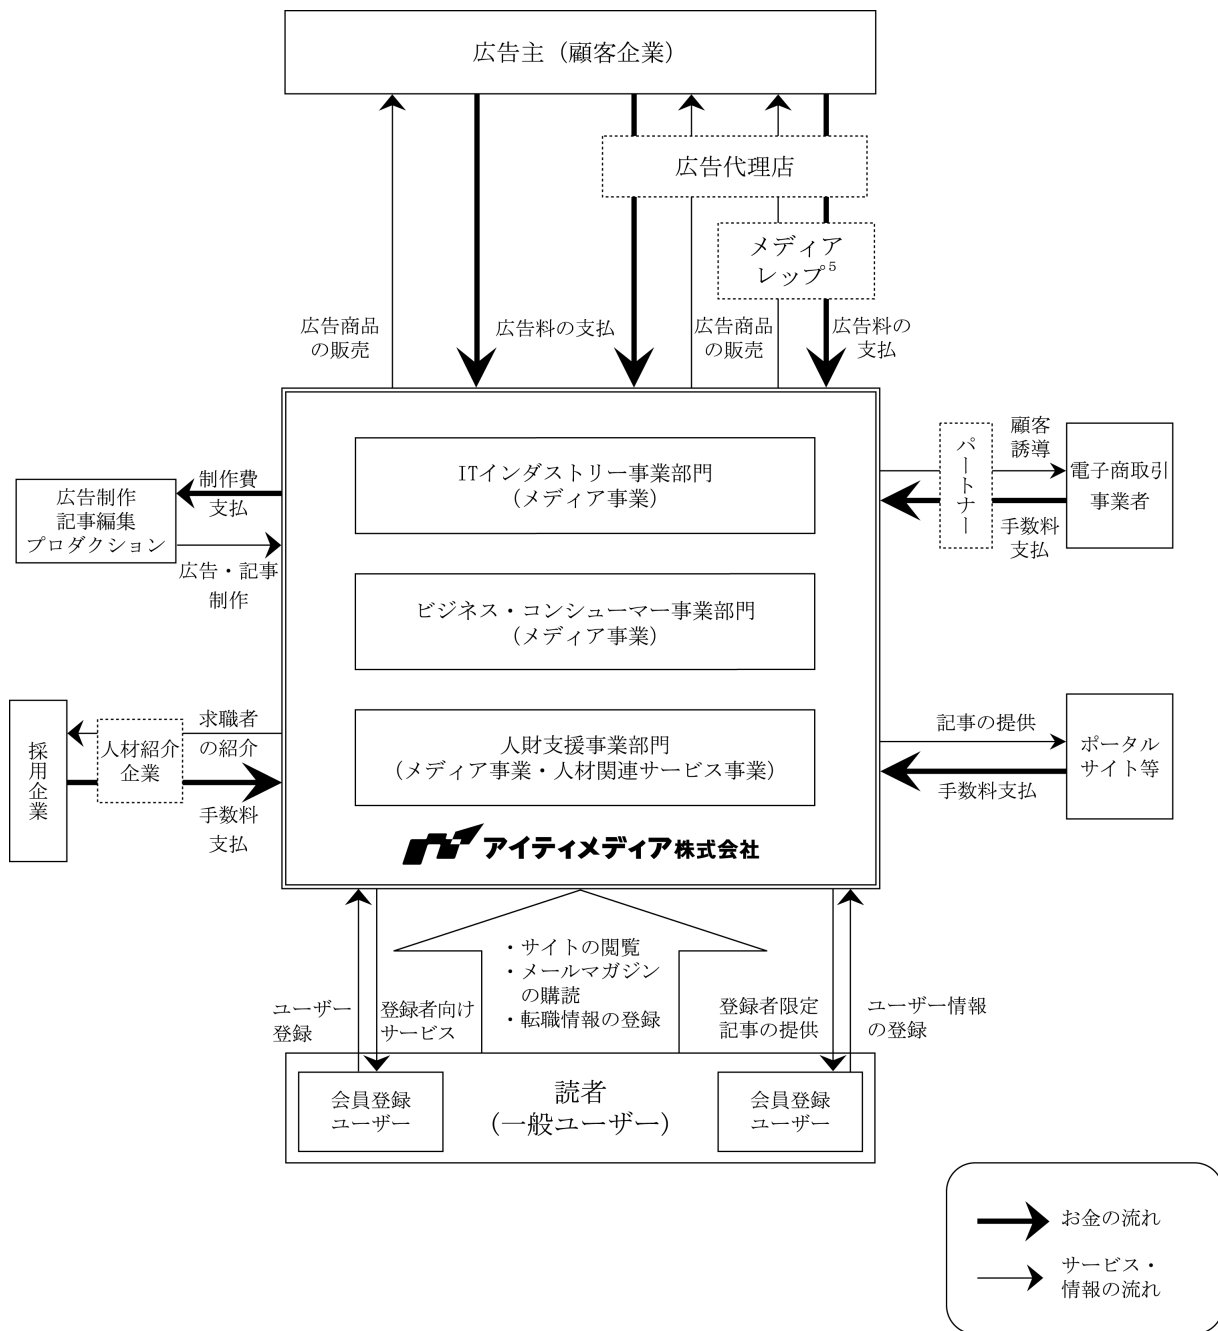 広告主（顧客企業）
広告代理店
メディア
レップ5
広告商品
の販売
広告料の支払
広告商品
の販売
広告料の
支払
ITインダストリー事業部門
（メディア事業）
ビジネス・コンシューマー事業部門
（メディア事業）
人財支援事業部門
（メディア事業・人材関連サービス事業）
アイティメディア株式会社
制作費
支払
広告制作
記事編集
プロダクション
広告・記事
制作
採用企業
人材紹介
企業
求職者
の紹介
手数料
支払
パートナー
顧客
誘導
電子商取引
事業者
手数料
支払
記事の提供
ポータル
サイト等
手数料支払
・サイトの閲覧
・メールマガジン
の購読
・転職情報の登録
ユーザー
登録
登録者向け
サービス
登録者限定
記事の提供
ユーザー情報
の登録
会員登録
ユーザー
読者
（一般ユーザー）
会員登録
ユーザー
お金の流れ
サービス・
情報の流れ